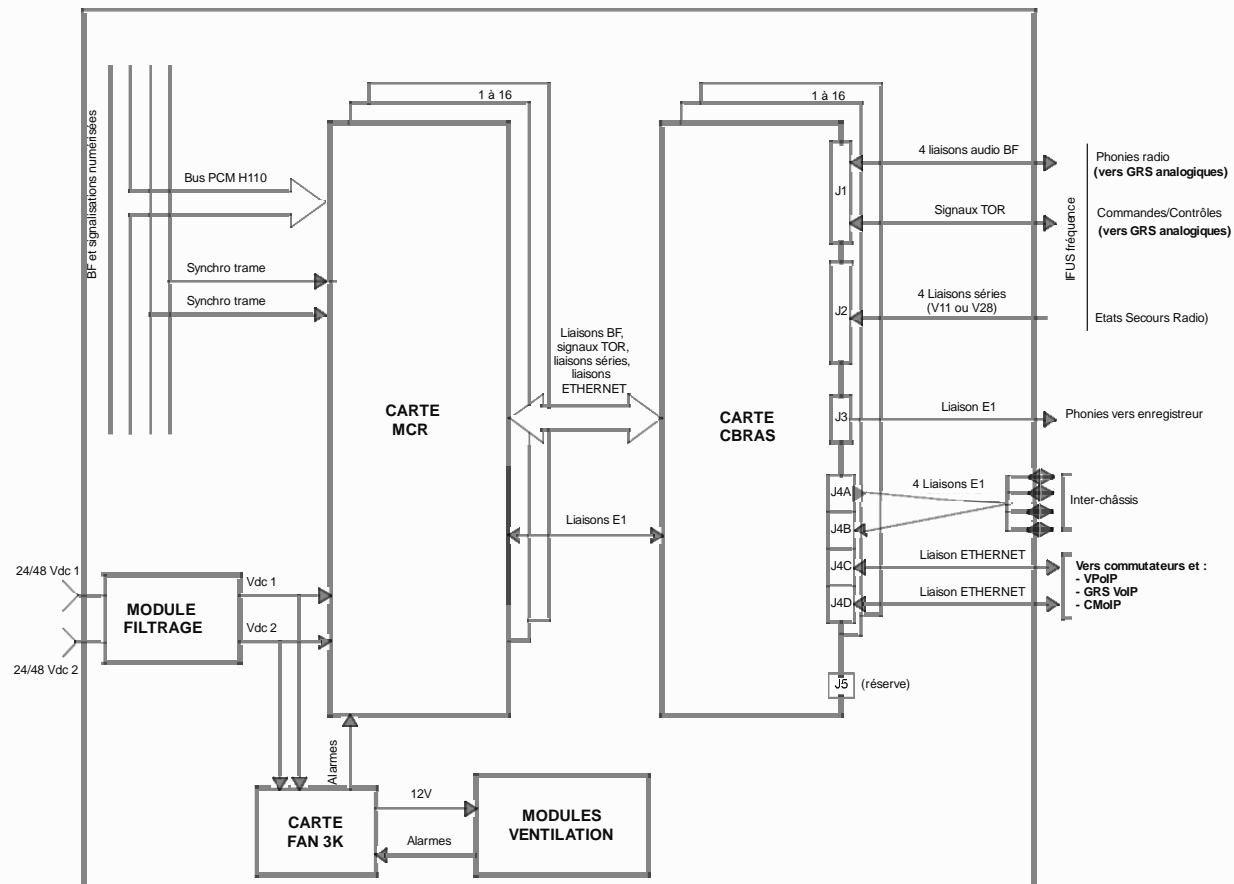 BF et signalisations numérisées
Bus PCM H110
Synchro trame
Synchro trame
1 à 16
CARTE
MCR
Liaisons BF,
signaux TOR,
liaisons séries,
liaisons
ETHERNET
Liaisons E1
1 à 16
CARTE
CBRAS
J1
J2
J3
J4A
J4B
J4C
J4D
J5
(réserve)
4 liaisons audio BF
Signaux TOR
4 Liaisons séries
(V11 ou V28)
Liaison E1
4 Liaisons E1
Liaison ETHERNET
Liaison ETHERNET
IFUS fréquence
Phonies radio
(vers GRS analogiques)
Commandes/Contrôles
(vers GRS analogiques)
Etats Secours Radio)
Phonies vers enregistreur
Inter-châssis
Vers commutateurs et :
- VPoIP
- GRS VoIP
- CMoIP
24/48 Vdc 1
24/48 Vdc 2
MODULE
FILTRAGE
Vdc 1
Vdc 2
Alarmes
CARTE
FAN 3K
12V
Alarmes
MODULES
VENTILATION